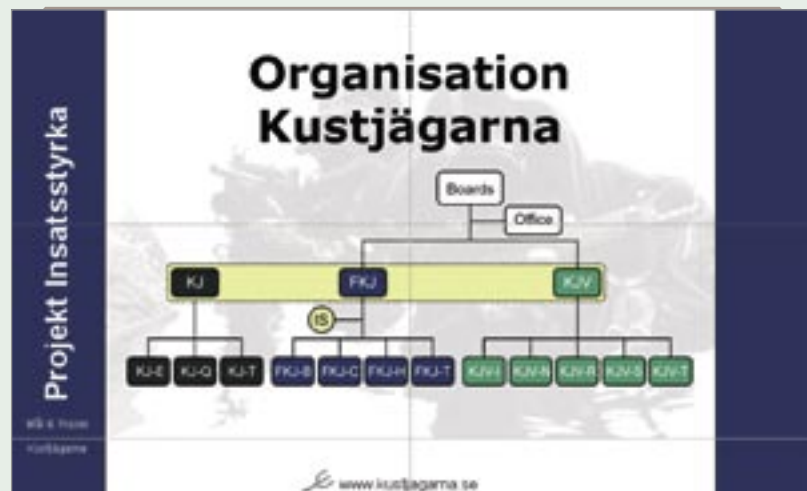 Organisation
Kustjägarna
Projekt Insatsstyrka
Boards
Office
KJ
FKJ
KJV
IS
KJ-E
KJ-Q
KJ-T
FKJ-B
FKJ-C
FKJ-H
FKJ-T
KJV-I
KJV-N
KJV-R
KJV-S
KJV-T
Kustjägarna
www.kustjagarna.se